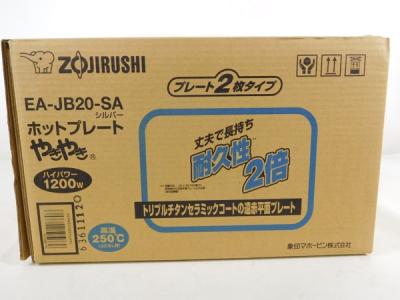 ZOJIRUSHI
プレート2枚タイプ
EA-JB20-SA
シルバー
ホットプレート
やきやき®
ハイパワー
1200W
丈夫で長持ち
耐久性
2倍
トリプルチタンセラミックコートの遠赤平面プレート
高温
250℃
6361112O
象印マホービン株式会社